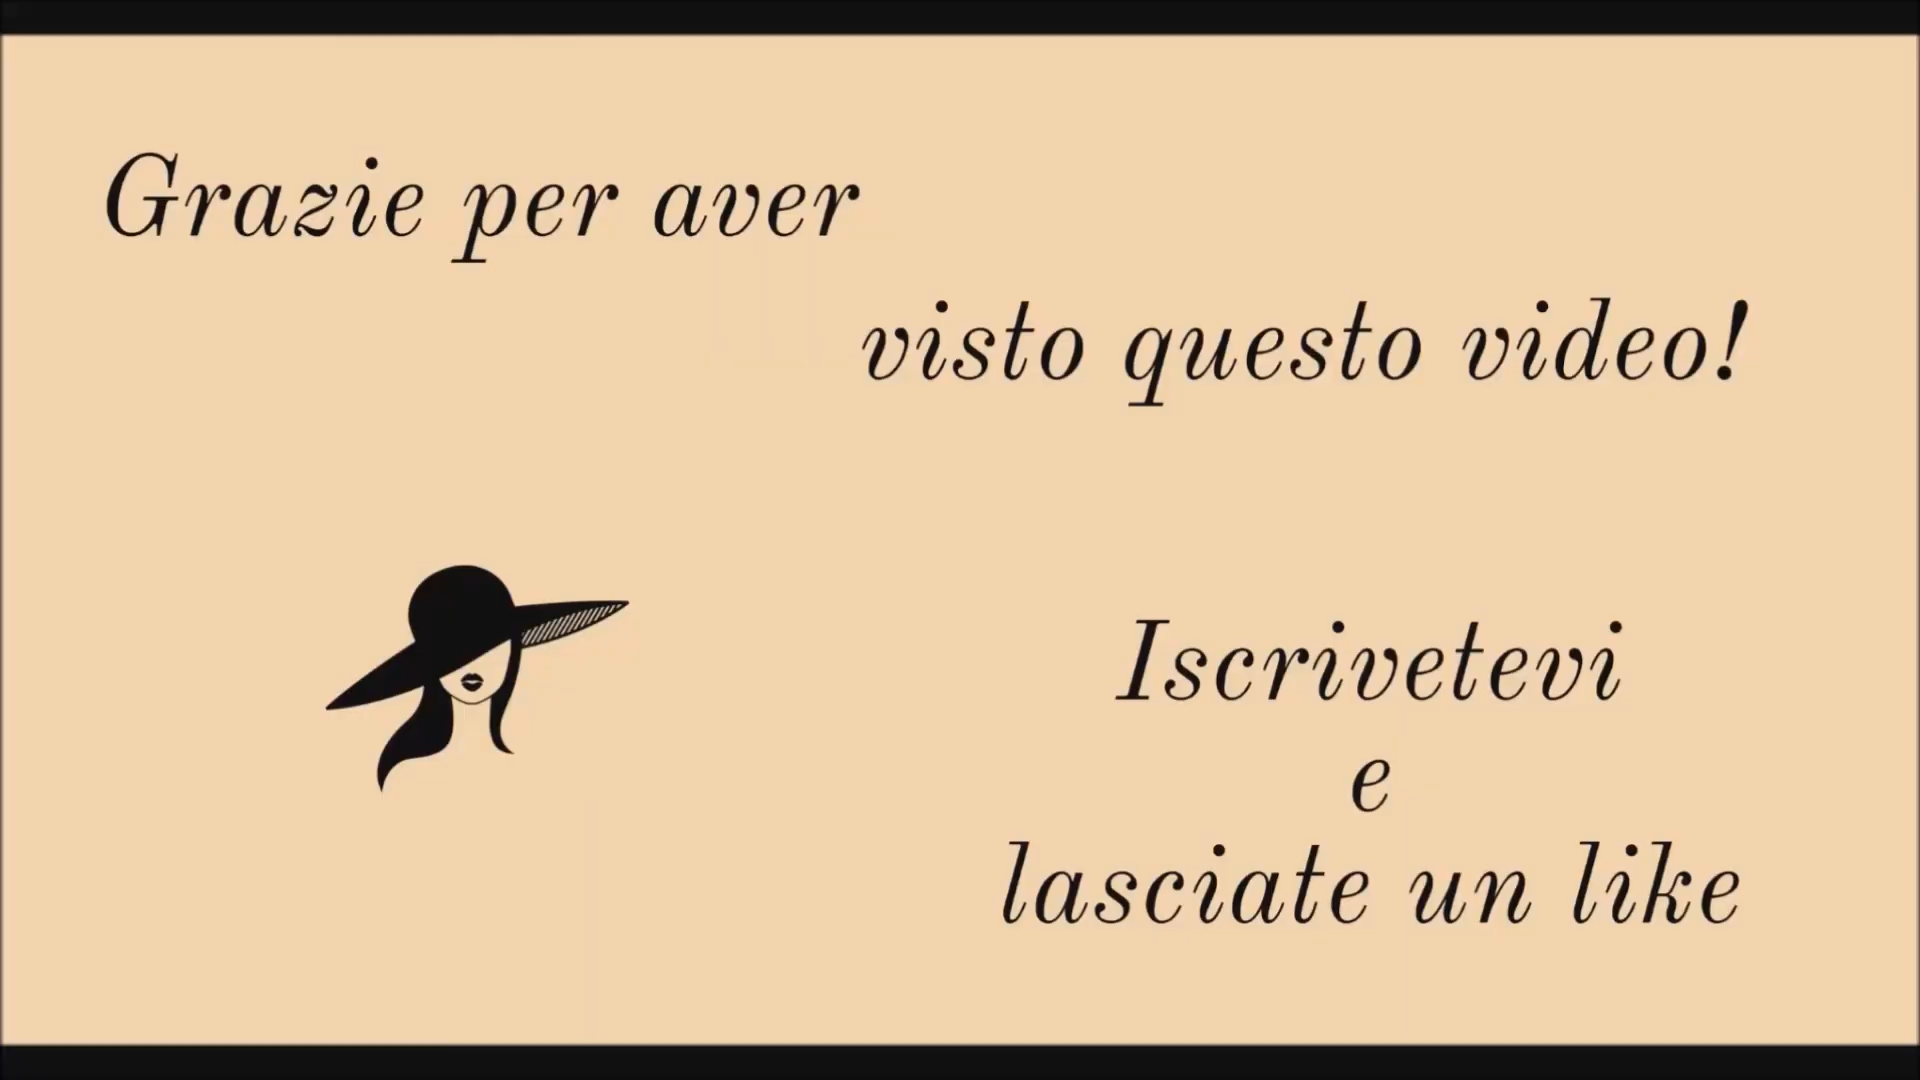 Grazie per aver
visto questo video!
Iscrivetevi
e
lasciate un like